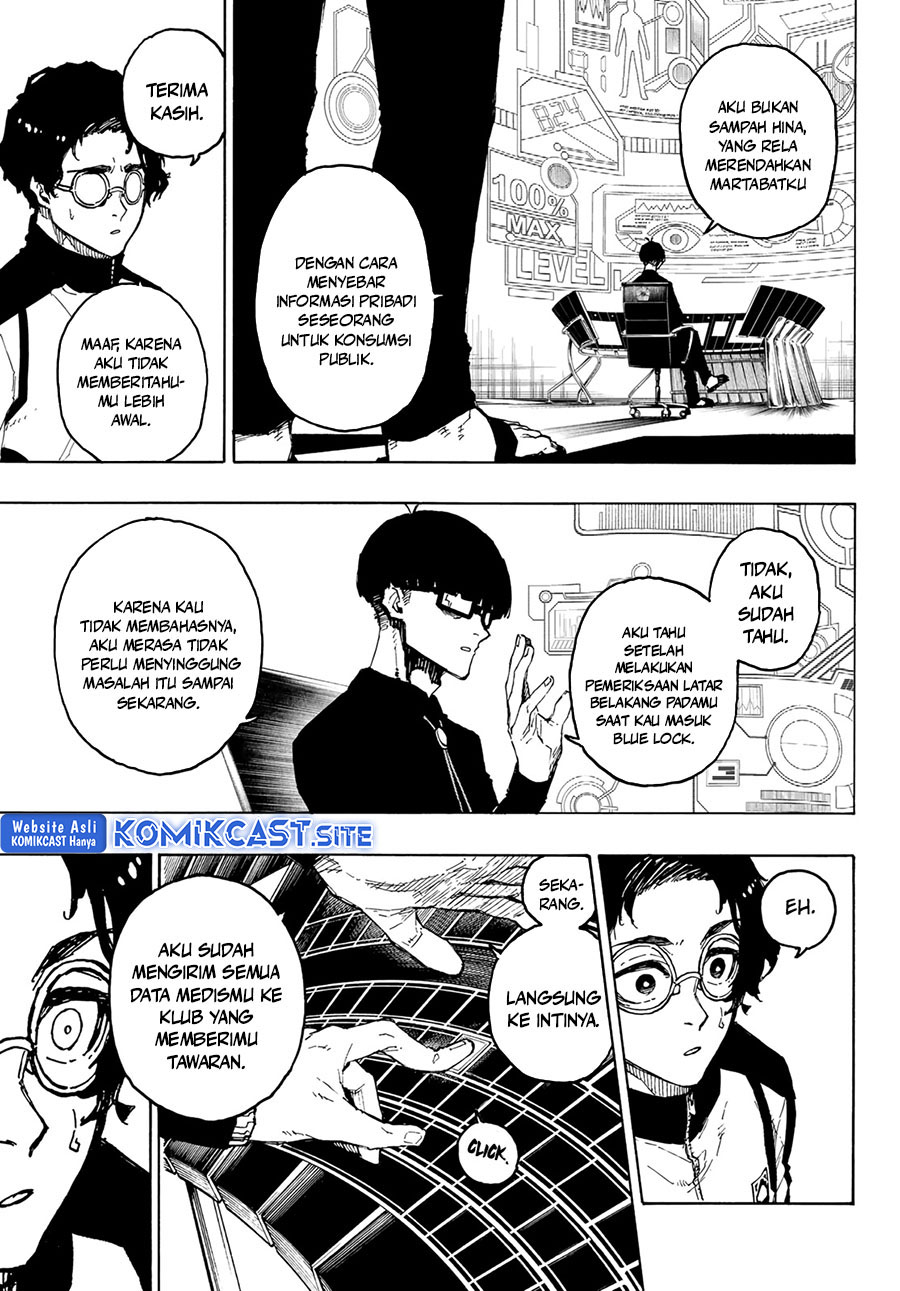 AKU BUKAN
SAMPAH HINA,
YANG RELA
MERENDAHKAN
MARTABATKU
824
100%
MAX
LEVEL
DENGAN CARA
MENYEBAR
INFORMASI PRIBADI
SESEORANG
UNTUK KONSUMSI
PUBLIK.
TERIMA
KASIH.
MAAF, KARENA
AKU TIDAK
MEMBERITAHU-
MU LEBIH
AWAL.
TIDAK,
AKU
SUDAH
TAHU.
AKU TAHU
SETELAH
MELAKUKAN
PEMERIKSAAN LATAR
BELAKANG PADAMU
SAAT KAU MASUK
BLUE LOCK.
KARENA KAU
TIDAK MEMBAHASNYA,
AKU MERASA TIDAK
PERLU MENYINGGUNG
MASALAH ITU SAMPAI
SEKARANG.
Website Asli
KOMIKCAST Hanya
KOMIKCAST.SITE
EH.
SEKA-
RANG.
LANGSUNG
KE INTINYA.
CLICK.
AKU SUDAH
MENGIRIM SEMUA
DATA MEDISMU KE
KLUB YANG
MEMBERIMU
TAWARAN.